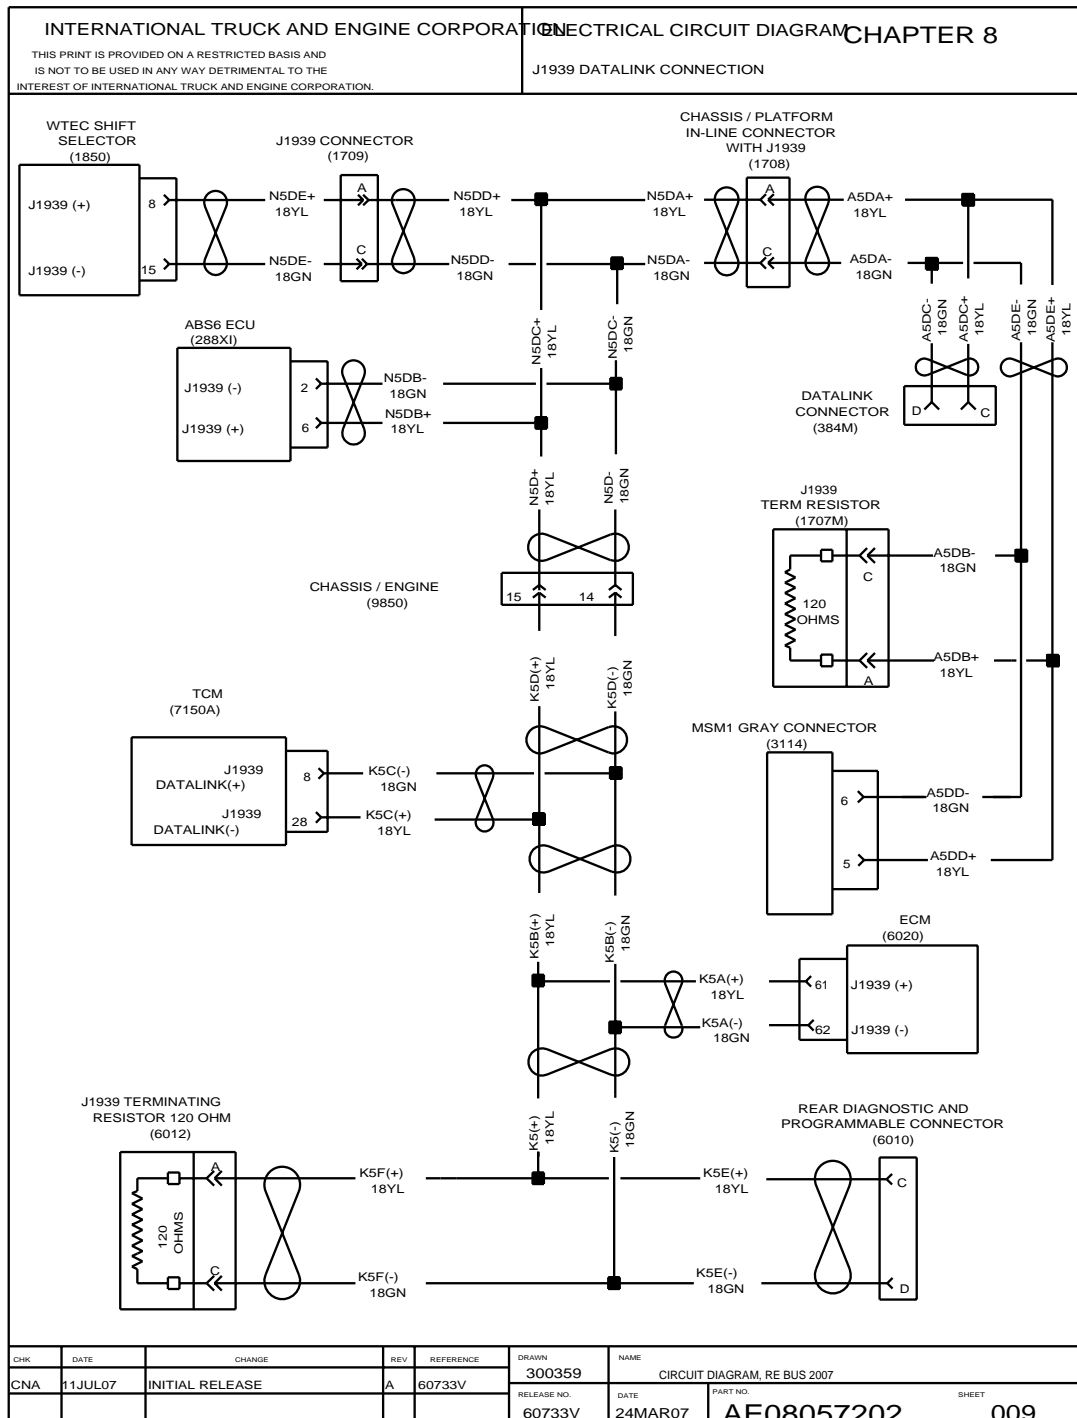 INTERNATIONAL TRUCK AND ENGINE CORPORATION
THIS PRINT IS PROVIDED ON A RESTRICTED BASIS AND
IS NOT TO BE USED IN ANY WAY DETRIMENTAL TO THE
INTEREST OF INTERNATIONAL TRUCK AND ENGINE CORPORATION.
ELECTRICAL CIRCUIT DIAGRAM
CHAPTER 8
J1939 DATALINK CONNECTION
WTEC SHIFT
SELECTOR
(1850)
J1939 (+)
8
J1939 (-)
15
N5DE+
18YL
N5DE-
18GN
J1939 CONNECTOR
(1709)
A
C
N5DD+
18YL
N5DD-
18GN
N5DA+
18YL
N5DA-
18GN
CHASSIS / PLATFORM
IN-LINE CONNECTOR
WITH J1939
(1708)
A
C
A5DA+
18YL
A5DA-
18GN
N5DC+
18YL
N5DC-
18GN
A5DC-
18GN
A5DC+
18YL
A5DE-
18GN
A5DE+
18YL
ABS6 ECU
(288XI)
J1939 (-)
2
J1939 (+)
6
N5DB-
18GN
N5DB+
18YL
DATALINK
CONNECTOR
(384M)
D
C
N5D+
18YL
N5D-
18GN
J1939
TERM RESISTOR
(1707M)
120
OHMS
C
A
A5DB-
18GN
A5DB+
18YL
CHASSIS / ENGINE
(9850)
15
14
K5D(+)
18YL
K5D(-)
18GN
TCM
(7150A)
J1939
DATALINK(+)
8
J1939
DATALINK(-)
28
K5C(-)
18GN
K5C(+)
18YL
MSM1 GRAY CONNECTOR
(3114)
6
5
A5DD-
18GN
A5DD+
18YL
K5B(+)
18YL
K5B(-)
18GN
ECM
(6020)
61
J1939 (+)
62
J1939 (-)
K5A(+)
18YL
K5A(-)
18GN
K5(+)
18YL
K5(-)
18GN
J1939 TERMINATING
RESISTOR 120 OHM
(6012)
120
OHMS
A
C
K5F(+)
18YL
K5F(-)
18GN
K5E(+)
18YL
K5E(-)
18GN
REAR DIAGNOSTIC AND
PROGRAMMABLE CONNECTOR
(6010)
C
D
CHK DATE CHANGE REV REFERENCE
CNA 11JUL07 INITIAL RELEASE A 60733V
DRAWN
300359
NAME
CIRCUIT DIAGRAM, RE BUS 2007
RELEASE NO.
60733V
DATE
24MAR07
PART NO.
AE08057202
SHEET
009